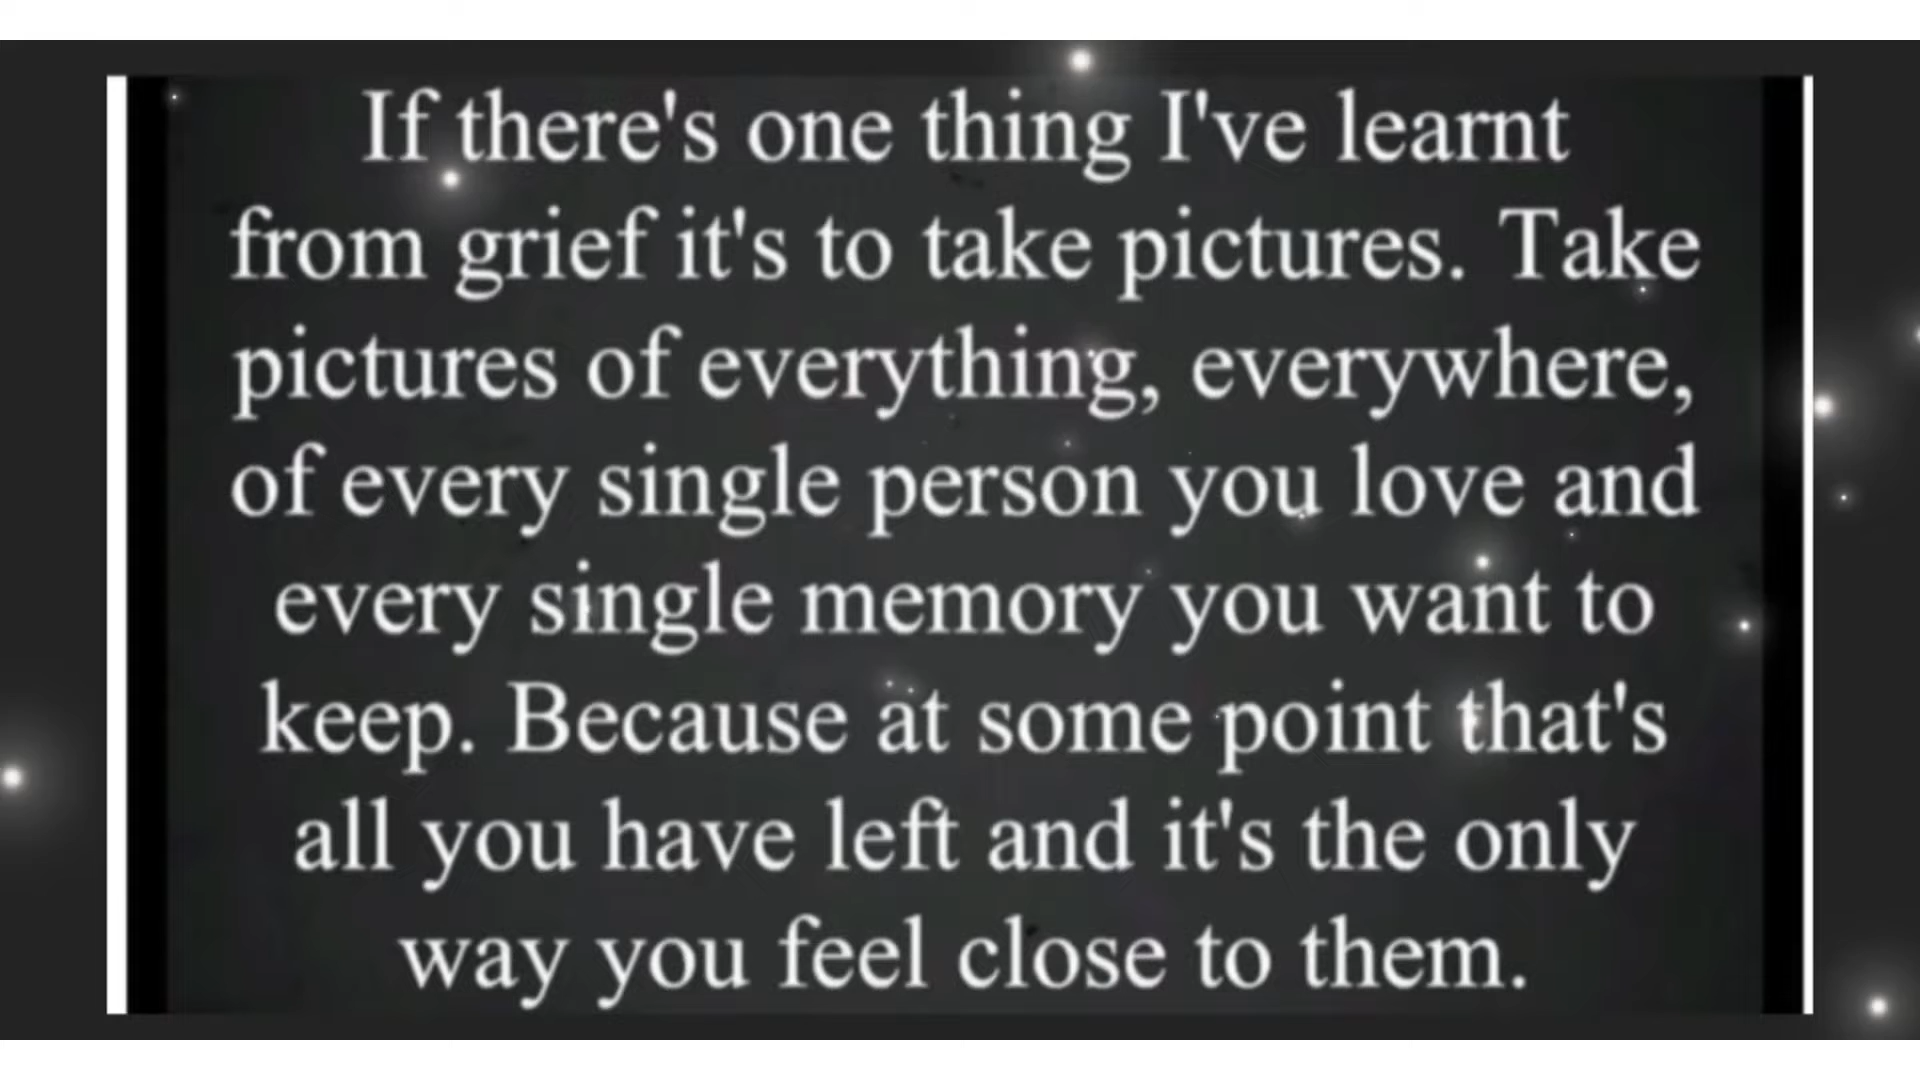 If there's one thing I've learnt
from grief it's to take pictures. Take
pictures of everything, everywhere,
of every single person you love and
every single memory you want to
keep. Because at some point that's
all you have left and it's the only
way you feel close to them.